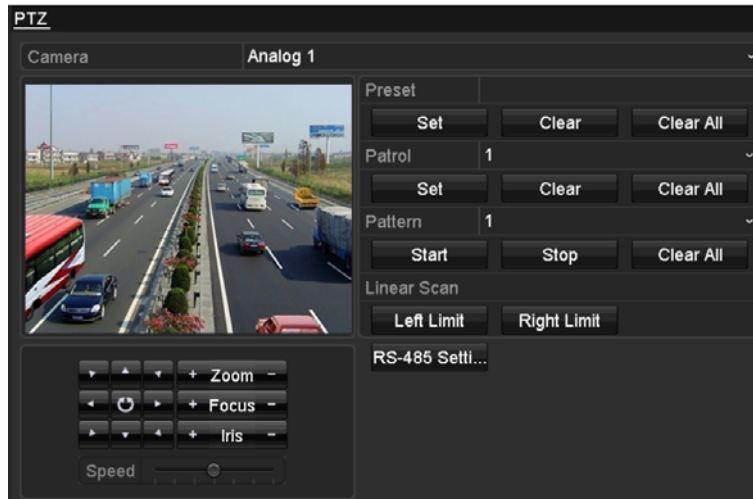 PTZ
Camera Analog 1
Preset
Set Clear Clear All
Patrol 1
Set Clear Clear All
Pattern 1
Start Stop Clear All
Linear Scan
Left Limit Right Limit
RS-485 Setti...
+ Zoom -
+ Focus -
+ Iris -
Speed